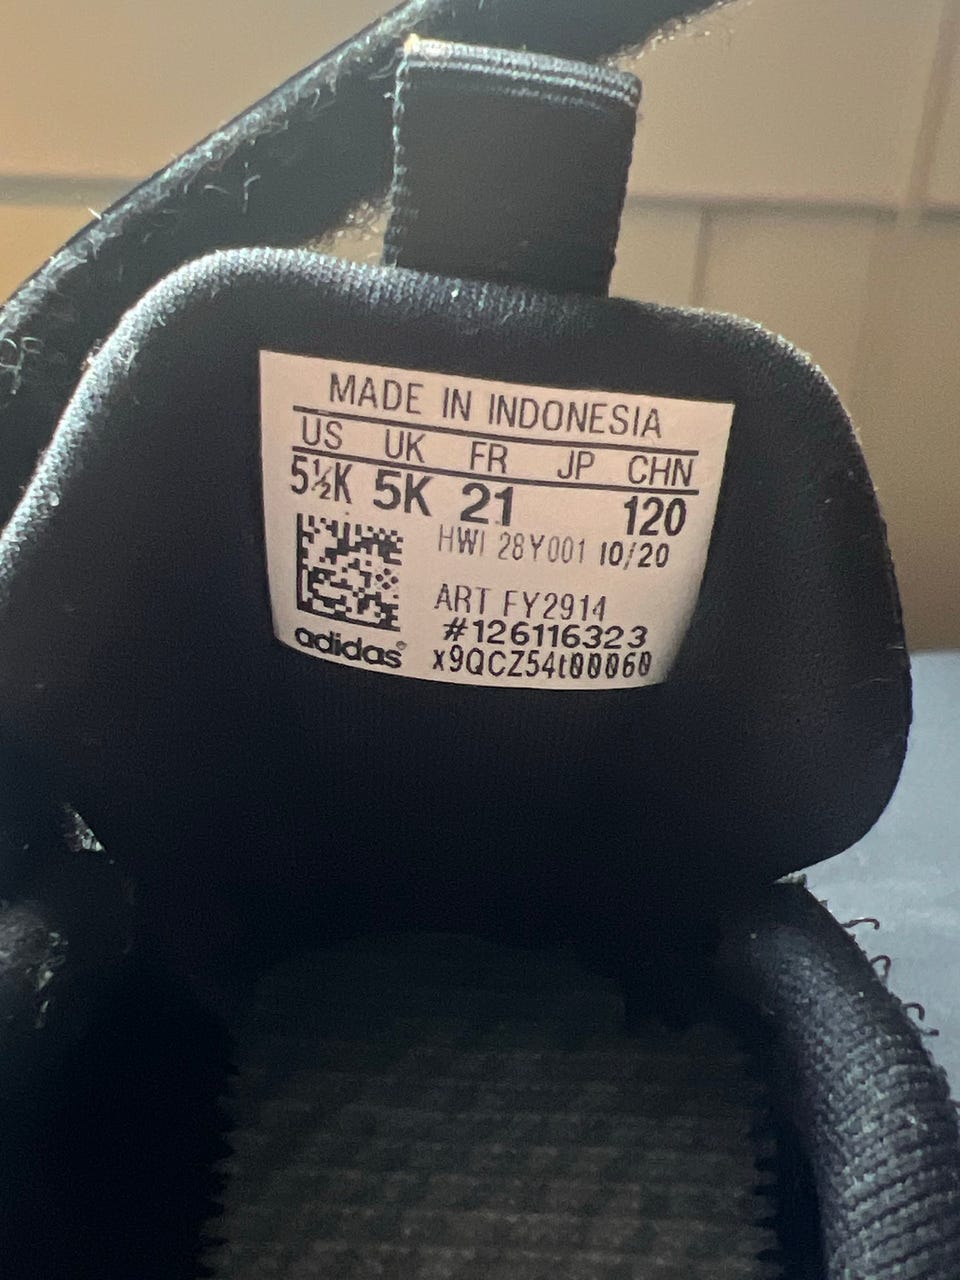 MADE IN INDONESIA
US UK FR JP CHN
5½K 5K 21 120
HWI 28Y001 10/20
ART FY2914
#126116323
adidas® x9QCZ54t00060